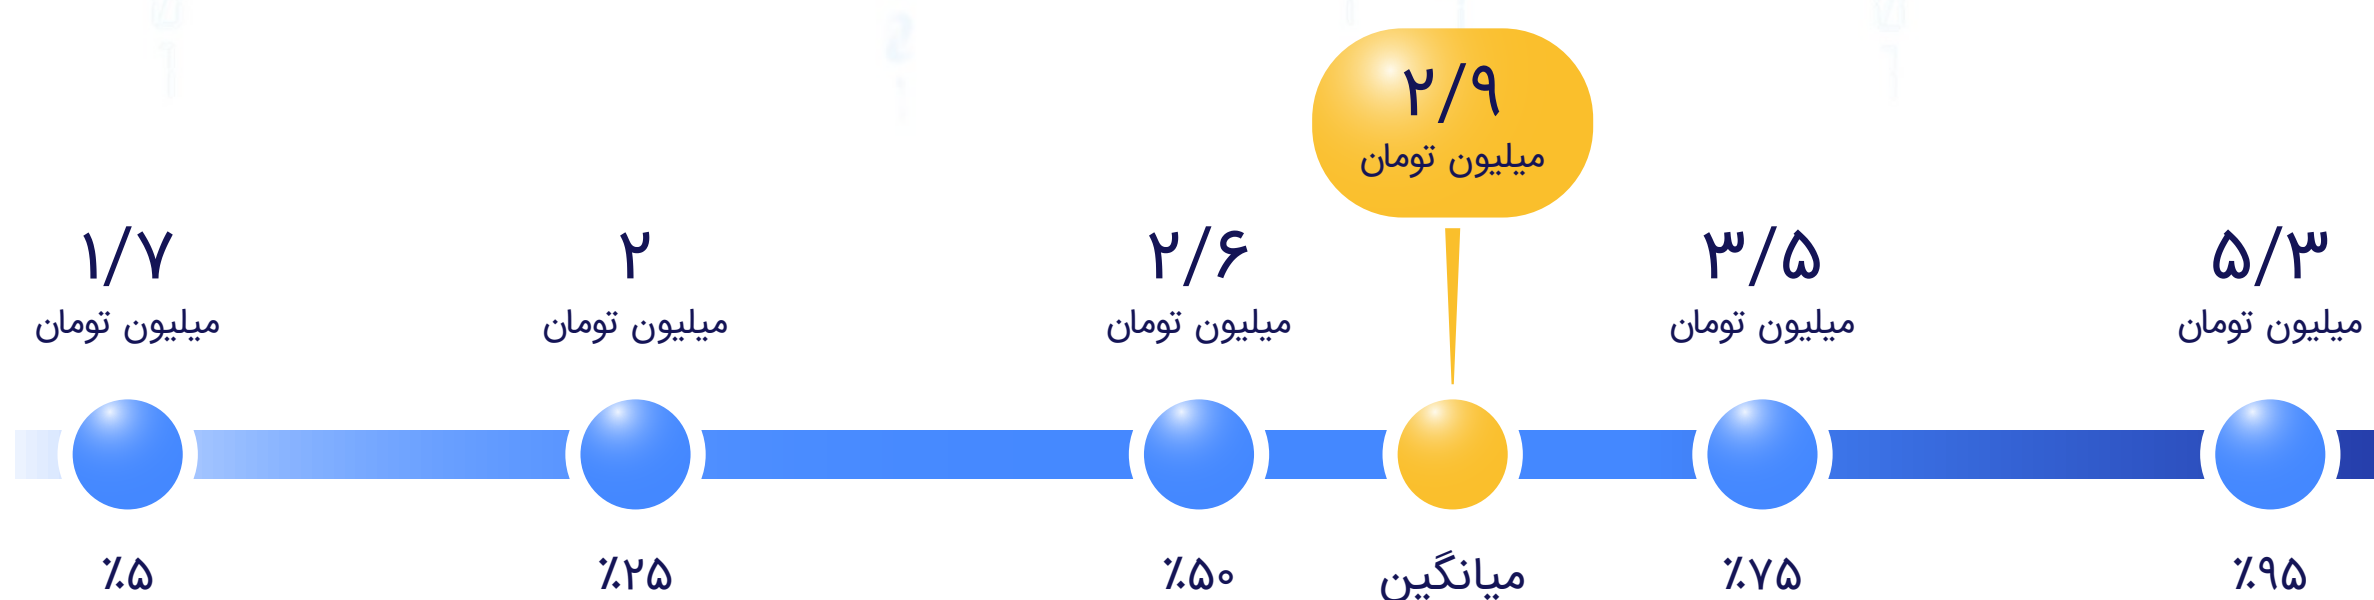 ۲/۹
میلیون تومان
۱/۷
میلیون تومان
۲
میلیون تومان
۲/۶
میلیون تومان
۳/۵
میلیون تومان
۵/۳
میلیون تومان
٪۵
٪۲۵
٪۵۰
میانگین
٪۷۵
٪۹۵